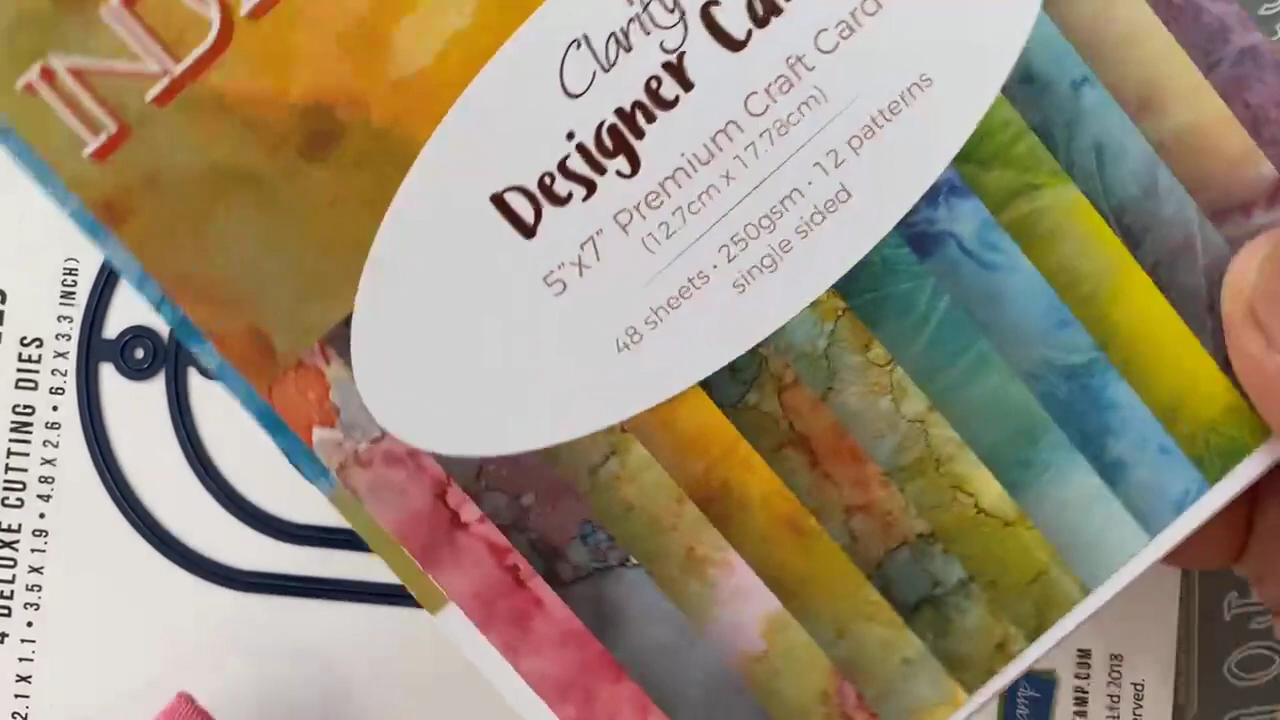 Clarity
Designer
5"x7" Premium Craft Card
(12.7cm x 17.78cm)
48 sheets · 250gsm · 12 patterns
single sided
4 DELUXE CUTTING DIES
2.1 X 1.1 • 3.5 X 1.9 • 4.8 X 2.6 • 6.2 X 3.3 INCH)
2018